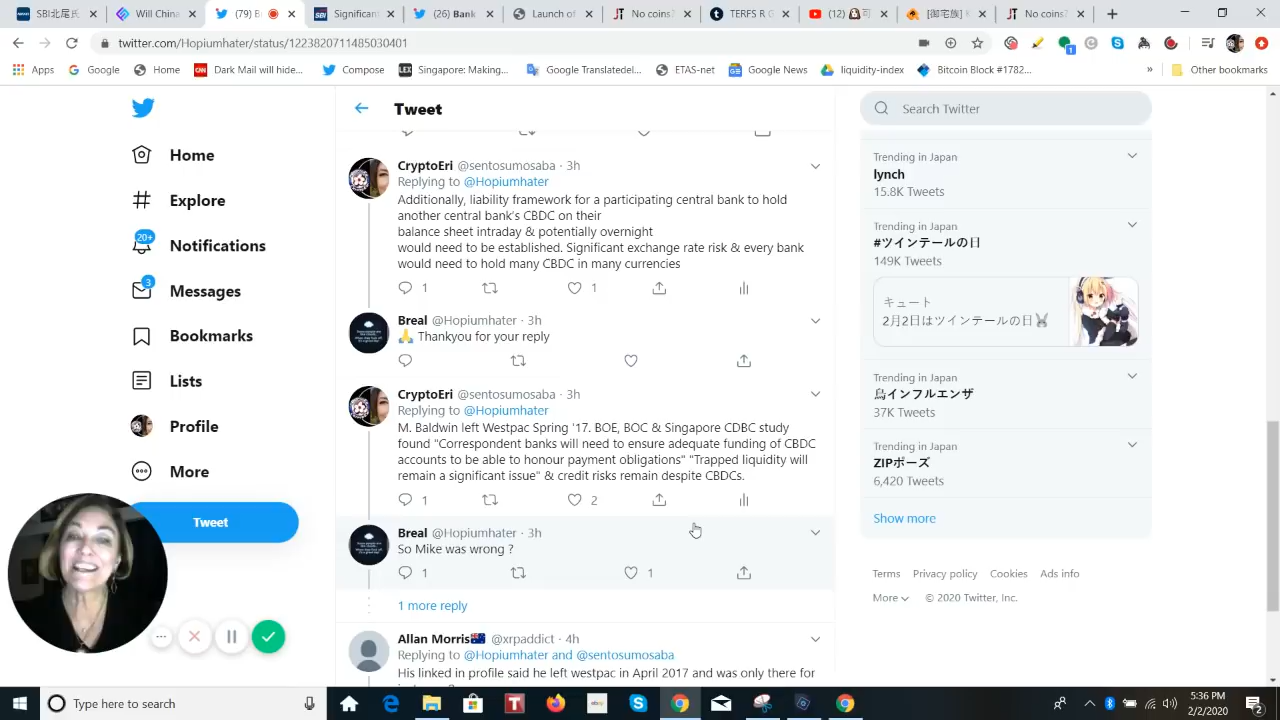 (79) B
Significant
(20) Bank
Launch of
No coins?
TEREST G
(12)
No coins?
twitter.com/Hopiumhater/status/1223820711485030401
Apps
Google
Home
Dark Mail will hide...
Compose
Singapore: Making...
Google Translatedel...
ETAS-net
Google News
liquidity-index
Bitcoin Block #1782...
»
Other bookmarks
Home
Explore
20+
Notifications
3
Messages
Bookmarks
Lists
Profile
More
Tweet
Tweet
CryptoEri @sentosumosaba · 3h
Replying to @Hopiumhater
Additionally, liability framework for a participating central bank to hold
another central bank's CBDC on their
balance sheet intraday & potentially overnight
would need to be established. Significant exchange rate risk & every bank
would need to hold many CBDC in many currencies
1 1
Breal @Hopiumhater · 3h
🙏 Thankyou for your reply
CryptoEri @sentosumosaba · 3h
Replying to @Hopiumhater
M. Baldwin left Westpac Spring '17. BOE, BOC & Singapore CDBC study
found "Correspondent banks will need to ensure adequate funding of CBDC
accounts to be able to honour payment obligations" "Trapped liquidity will
remain a significant issue" & credit risks remain despite CBDCs.
1 2
Breal @Hopiumhater · 3h
So Mike was wrong ?
1 1
1 more reply
Allan Morris🇦🇺 @xrpaddict · 4h
Replying to @Hopiumhater and @sentosumosaba
His linked in profile said he left westpac in April 2017 and was only there for
Search Twitter
Trending in Japan
lynch
15.8K Tweets
Trending in Japan
#ツインテールの日
149K Tweets
キュート
2月2日はツインテールの日🐰
Trending in Japan
鳥インフルエンザ
37K Tweets
Trending in Japan
ZIPポーズ
6,420 Tweets
Show more
Terms Privacy policy Cookies Ads info
More © 2020 Twitter, Inc.
Type here to search
5:36 PM
2/2/2020
2